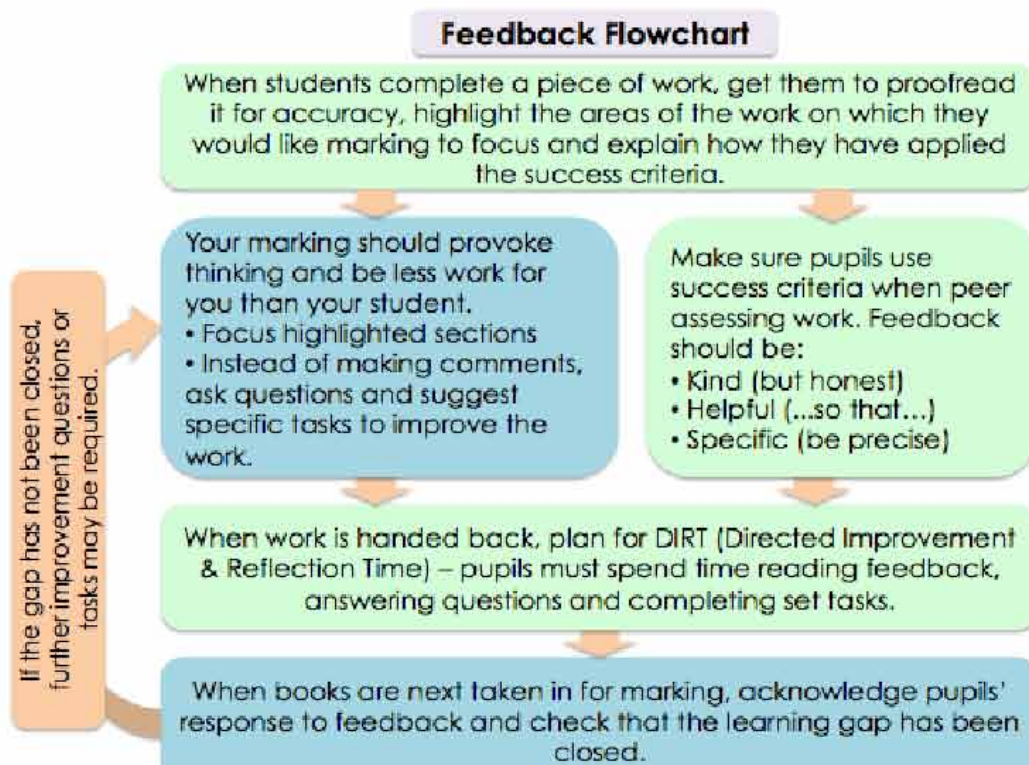 Feedback Flowchart
When students complete a piece of work, get them to proofread
it for accuracy, highlight the areas of the work on which they
would like marking to focus and explain how they have applied
the success criteria.
Your marking should provoke
thinking and be less work for
you than your student.
• Focus highlighted sections
• Instead of making comments,
ask questions and suggest
specific tasks to improve the
work.
Make sure pupils use
success criteria when peer
assessing work. Feedback
should be:
• Kind (but honest)
• Helpful (...so that...)
• Specific (be precise)
When work is handed back, plan for DIRT (Directed Improvement
& Reflection Time) – pupils must spend time reading feedback,
answering questions and completing set tasks.
When books are next taken in for marking, acknowledge pupils'
response to feedback and check that the learning gap has been
closed.
If the gap has not been closed,
further improvement questions or
tasks may be required.